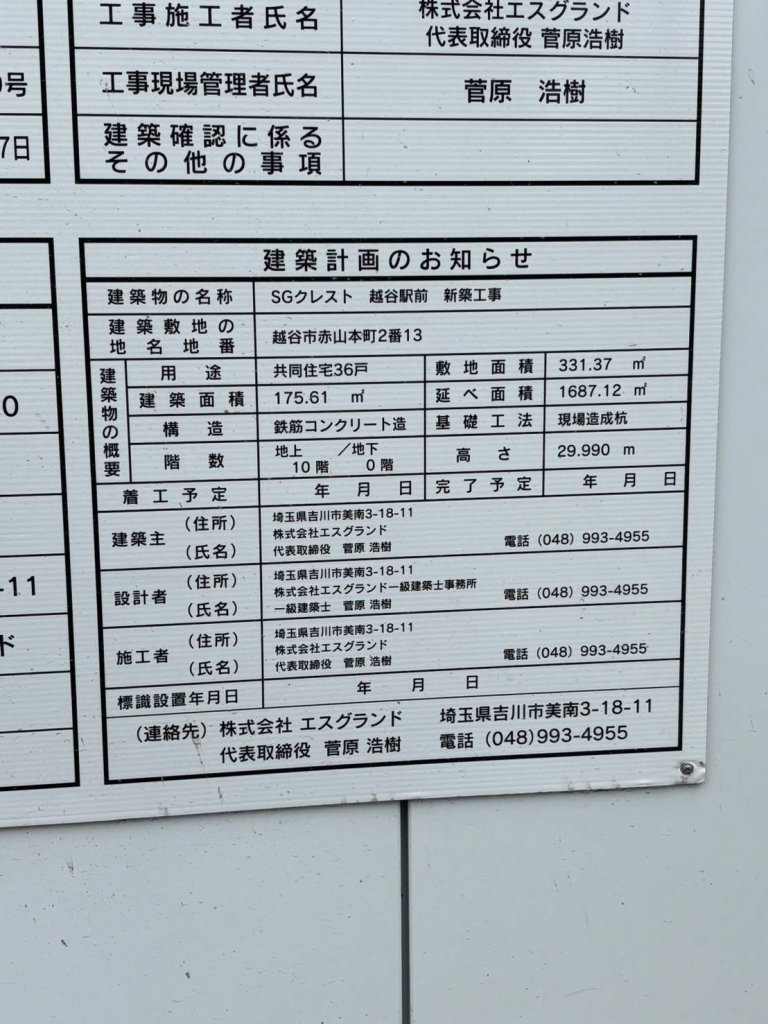 工事施工者氏名 株式会社エスグランド
代表取締役 菅原浩樹
号
工事現場管理者氏名 菅原 浩樹
7日
建築確認に係る
その他の事項
建築計画のお知らせ
建築物の名称 SGクレスト 越谷駅前 新築工事
建築敷地の
地名地番 越谷市赤山本町2番13
建築物の概要
用途 共同住宅36戸 敷地面積 331.37 ㎡
建築面積 175.61 ㎡ 延べ面積 1687.12 ㎡
構造 鉄筋コンクリート造 基礎工法 現場造成杭
階数 地上 10階 /地下 0階 高さ 29.990 m
着工予定 年 月 日 完了予定 年 月 日
建築主 (住所) 埼玉県吉川市美南3-18-11
(氏名) 株式会社エスグランド
代表取締役 菅原 浩樹 電話 (048) 993-4955
設計者 (住所) 埼玉県吉川市美南3-18-11
(氏名) 株式会社エスグランド一級建築士事務所
一級建築士 菅原 浩樹 電話 (048) 993-4955
施工者 (住所) 埼玉県吉川市美南3-18-11
(氏名) 株式会社エスグランド
代表取締役 菅原 浩樹 電話 (048) 993-4955
標識設置年月日 年 月 日
(連絡先) 株式会社 エスグランド 埼玉県吉川市美南3-18-11
代表取締役 菅原 浩樹 電話 (048)993-4955
0
-11
ド